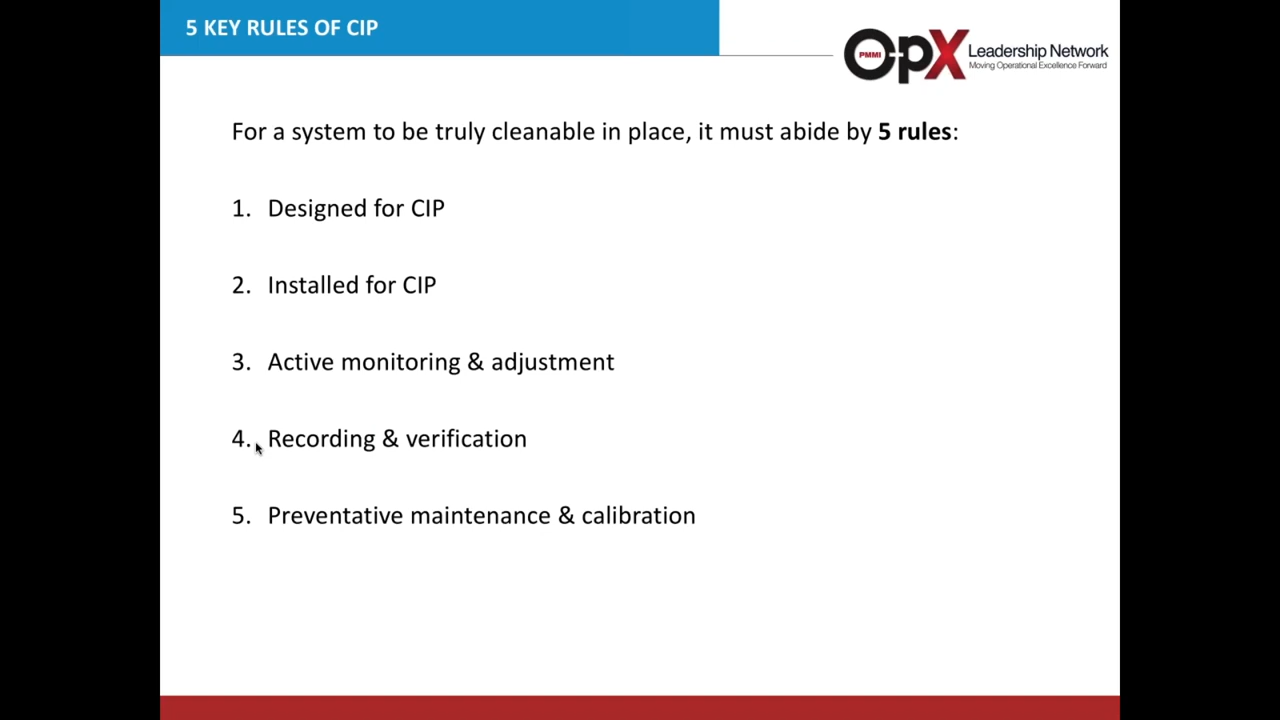 5 KEY RULES OF CIP
OpX
PMMI
Leadership Network
Moving Operational Excellence Forward
For a system to be truly cleanable in place, it must abide by 5 rules:
1. Designed for CIP
2. Installed for CIP
3. Active monitoring & adjustment
4. Recording & verification
5. Preventative maintenance & calibration